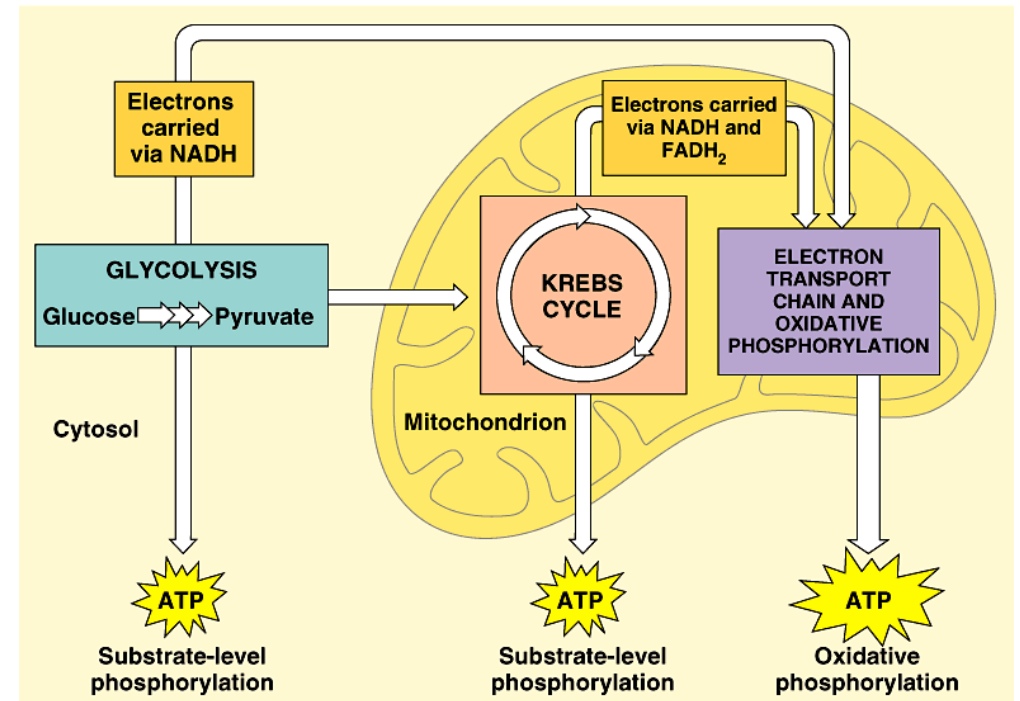 Electrons
carried
via NADH
Electrons carried
via NADH and
FADH₂
GLYCOLYSIS
Glucose Pyruvate
KREBS
CYCLE
ELECTRON
TRANSPORT
CHAIN AND
OXIDATIVE
PHOSPHORYLATION
Cytosol
Mitochondrion
ATP
ATP
ATP
Substrate-level
phosphorylation
Substrate-level
phosphorylation
Oxidative
phosphorylation